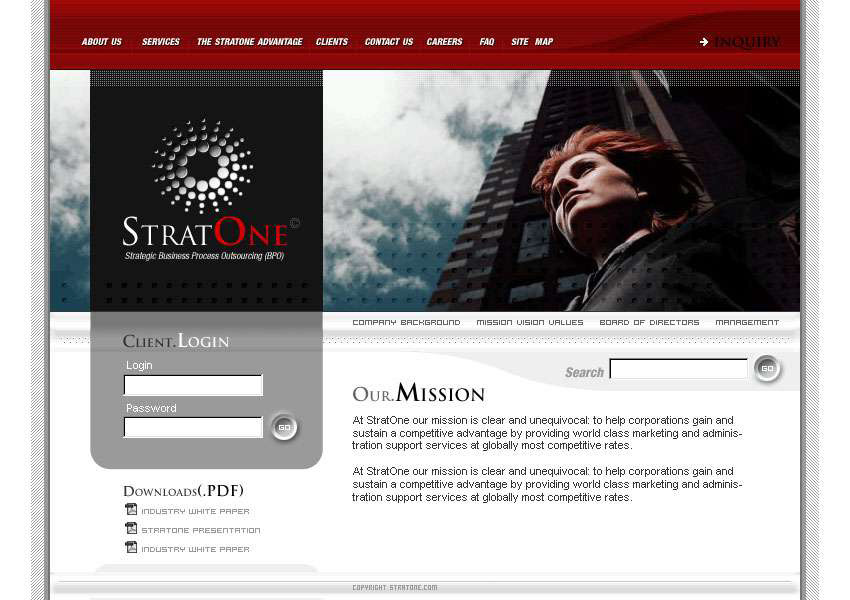 ABOUT US SERVICES THE STRATONE ADVANTAGE CLIENTS CONTACT US CAREERS FAQ SITE MAP INQUIRY
STRATONE©
Strategic Business Process Outsourcing (BPO)
COMPANY BACKGROUND MISSION VISION VALUES BOARD OF DIRECTORS MANAGEMENT
CLIENT.LOGIN
Login
Password
GO
Search GO
OUR.MISSION
At StratOne our mission is clear and unequivocal: to help corporations gain and
sustain a competitive advantage by providing world class marketing and adminis-
tration support services at globally most competitive rates.
At StratOne our mission is clear and unequivocal: to help corporations gain and
sustain a competitive advantage by providing world class marketing and adminis-
tration support services at globally most competitive rates.
DOWNLOADS(.PDF)
INDUSTRY WHITE PAPER
STRATONE PRESENTATION
INDUSTRY WHITE PAPER
COPYRIGHT STRATONE.COM